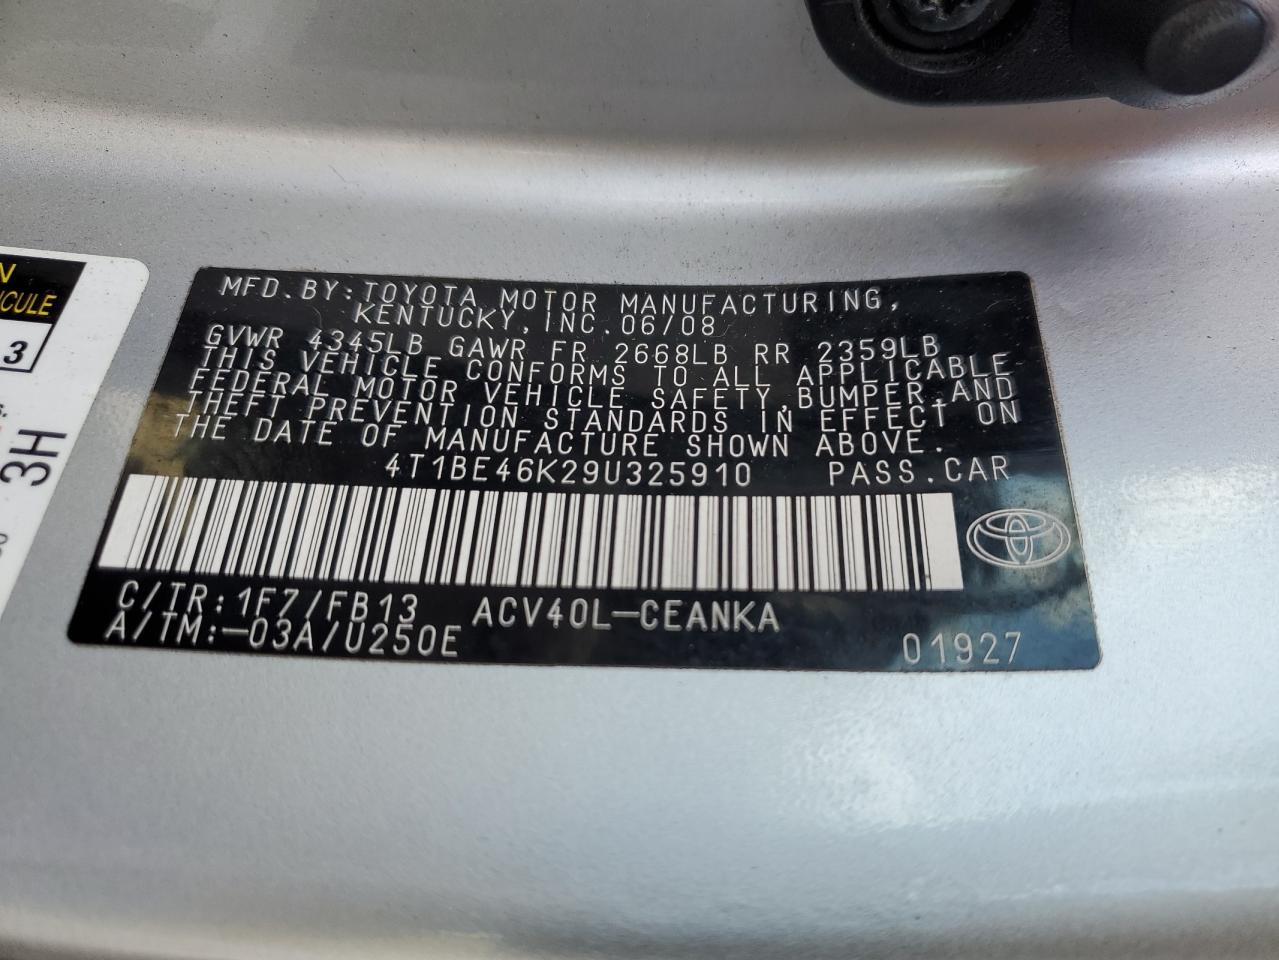 MFD.BY:TOYOTA MOTOR MANUFACTURING,
KENTUCKY,INC.06/08
GVWR 4345LB GAWR FR 2668LB RR 2359LB
THIS VEHICLE CONFORMS TO ALL APPLICABLE
FEDERAL MOTOR VEHICLE SAFETY,BUMPER,AND
THEFT PREVENTION STANDARDS IN EFFECT ON
THE DATE OF MANUFACTURE SHOWN ABOVE.
4T1BE46K29U325910 PASS.CAR
C/TR:1F7/FB13 ACV40L-CEANKA
A/TM:-03A/U250E 01927
3
3H